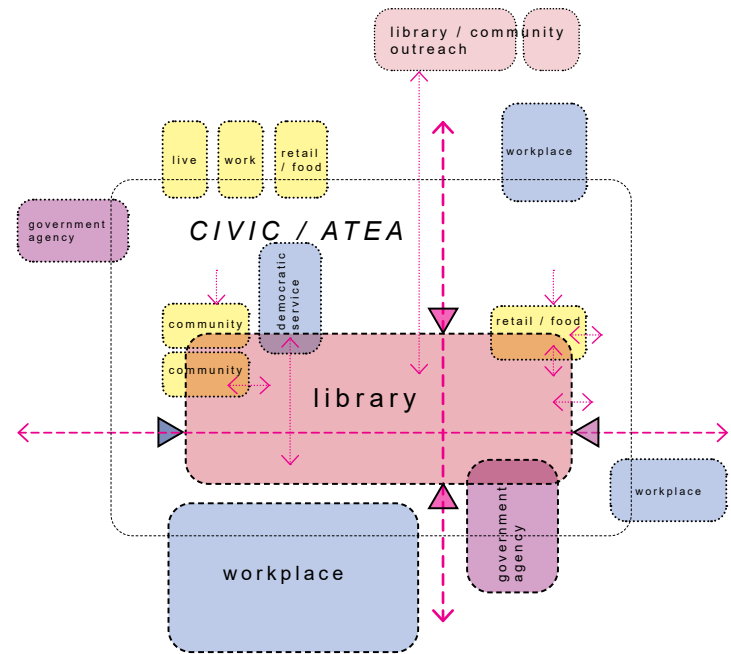 library / community
outreach
live
work
retail
/ food
workplace
government
agency
CIVIC / ATEA
democratic
service
community
retail / food
community
library
workplace
government
agency
workplace